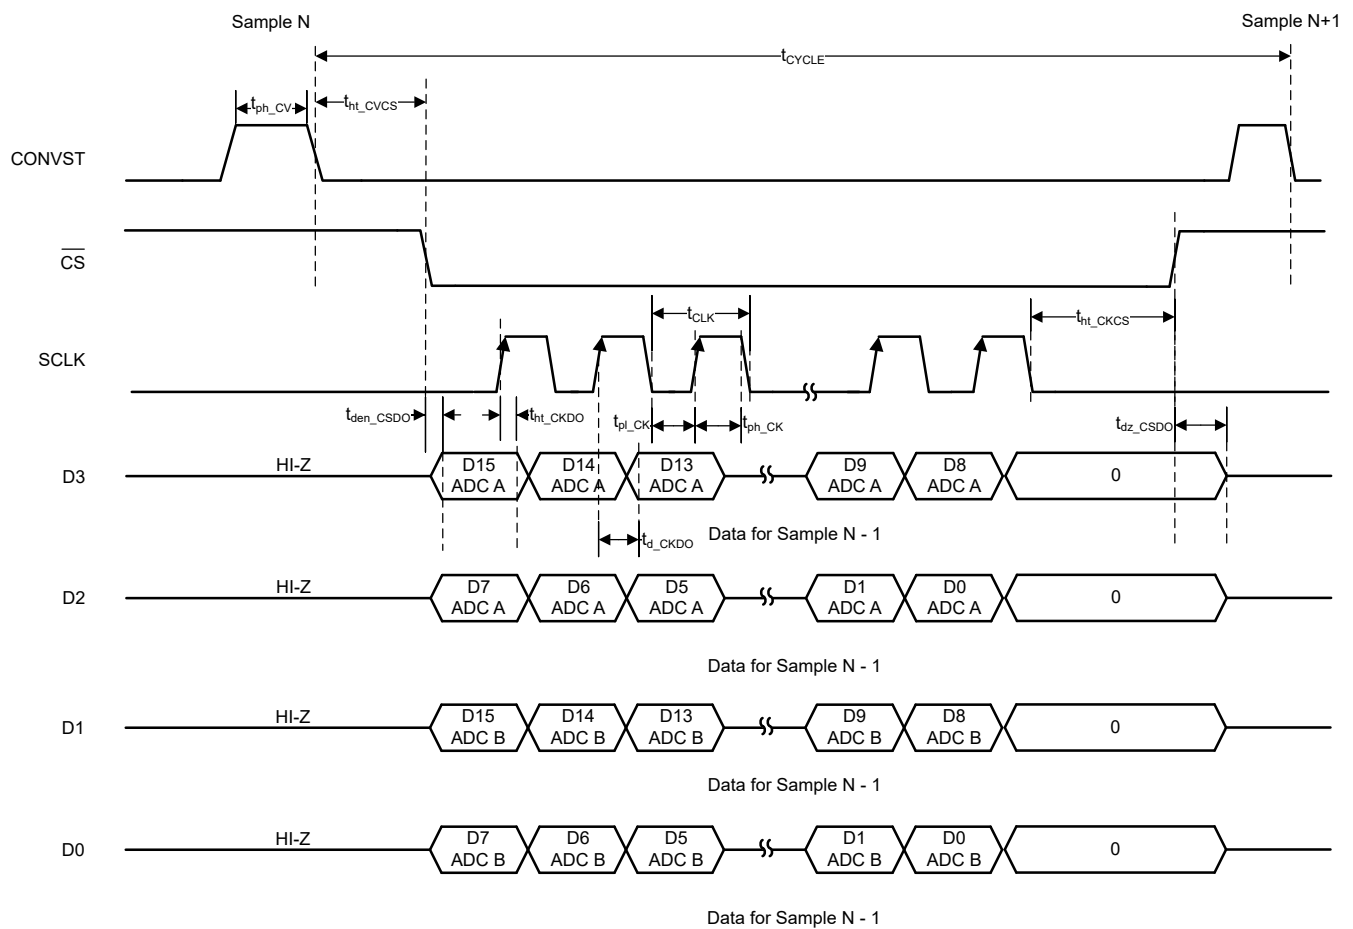 Sample N
Sample N+1
tCYCLE
tph_CV
tht_CVCS
CONVST
CS
tCLK
tht_CKCS
SCLK
tden_CSDO
tht_CKDO
tpl_CK
tph_CK
tdz_CSDO
D3
HI-Z
D15
ADC A
D14
ADC A
D13
ADC A
D9
ADC A
D8
ADC A
0
td_CKDO
Data for Sample N - 1
D2
HI-Z
D7
ADC A
D6
ADC A
D5
ADC A
D1
ADC A
D0
ADC A
0
Data for Sample N - 1
D1
HI-Z
D15
ADC B
D14
ADC B
D13
ADC B
D9
ADC B
D8
ADC B
0
Data for Sample N - 1
D0
HI-Z
D7
ADC B
D6
ADC B
D5
ADC B
D1
ADC B
D0
ADC B
0
Data for Sample N - 1